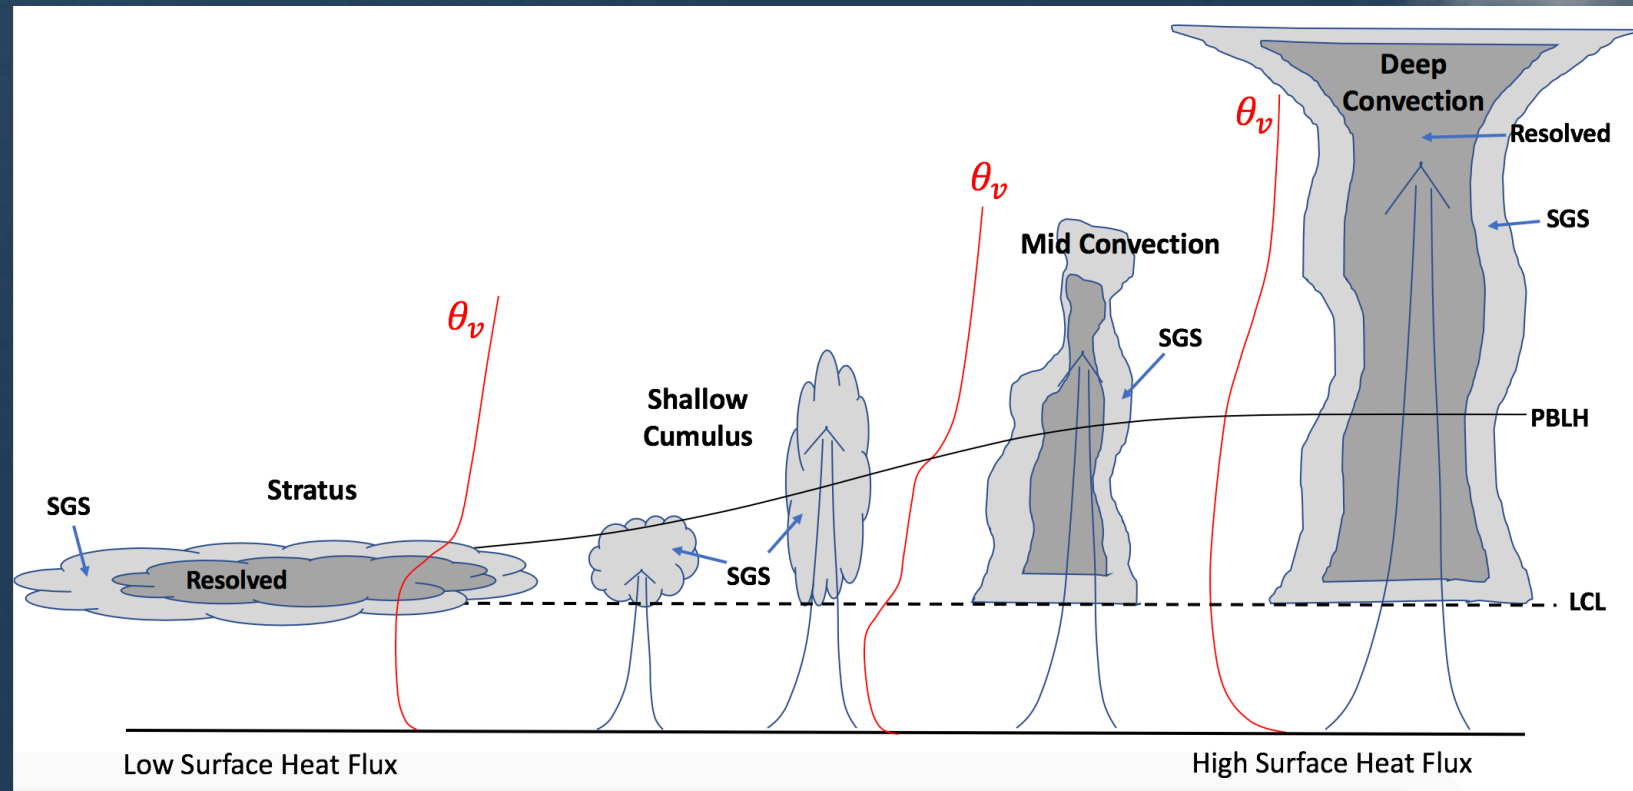 Deep
Convection
θv
Resolved
θv
SGS
Mid Convection
θv
SGS
Shallow
Cumulus
PBLH
Stratus
SGS
Resolved
SGS
LCL
Low Surface Heat Flux
High Surface Heat Flux